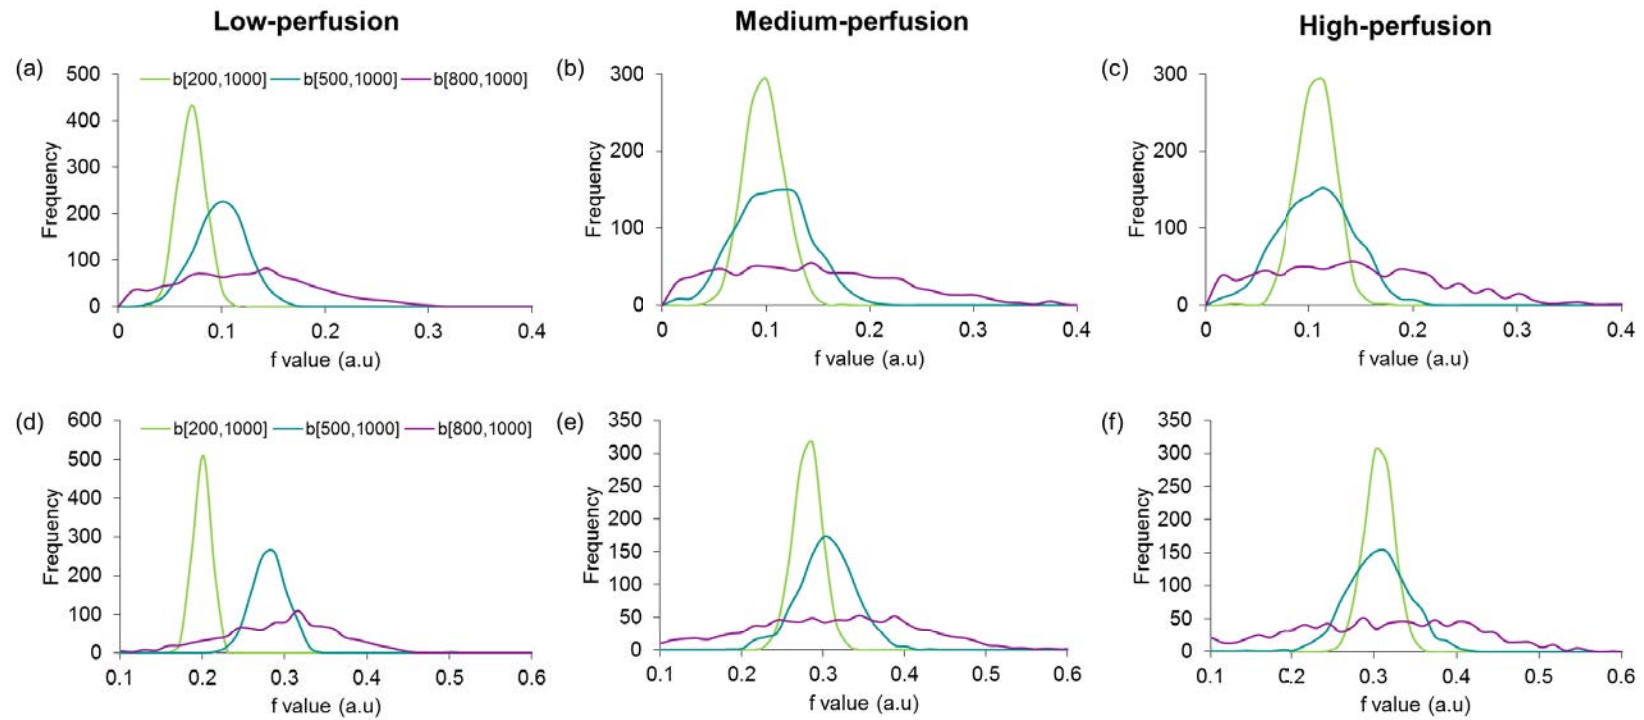 Low-perfusion
Medium-perfusion
High-perfusion
(a)
500
400
300
200
100
0
Frequency
b[200,1000]
b[500,1000]
b[800,1000]
0
0.1
0.2
0.3
0.4
f value (a.u)
(b)
300
200
100
0
Frequency
0
0.1
0.2
0.3
0.4
f value (a.u)
(c)
300
200
100
0
Frequency
0
0.1
0.2
0.3
0.4
f value (a.u)
(d)
600
500
400
300
200
100
0
Frequency
b[200,1000]
b[500,1000]
b[800,1000]
0.1
0.2
0.3
0.4
0.5
0.6
f value (a.u)
(e)
350
300
250
200
150
100
50
0
Frequency
0.1
0.2
0.3
0.4
0.5
0.6
f value (a.u)
(f)
350
300
250
200
150
100
50
0
Frequency
0.1
0.2
0.3
0.4
0.5
0.6
f value (a.u)